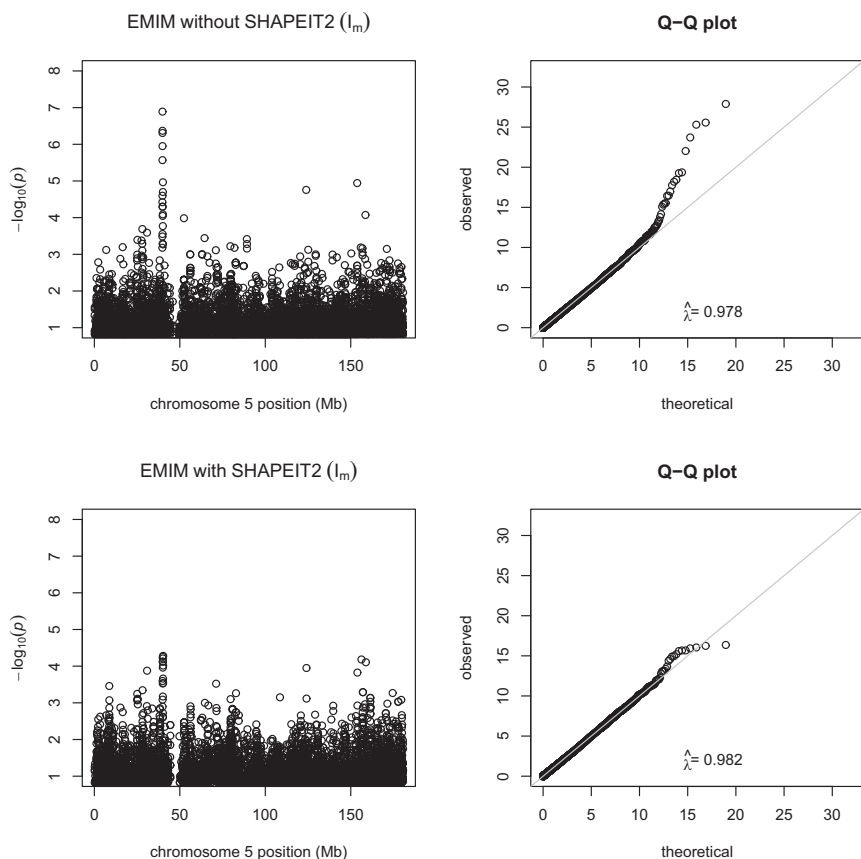 EMIM without SHAPEIT2 (Im)
−log10(p)
8
7
6
5
4
3
2
1
0 50 100 150
chromosome 5 position (Mb)
Q−Q plot
observed
30
25
20
15
10
5
0
λ̂= 0.978
0 5 10 15 20 25 30
theoretical
EMIM with SHAPEIT2 (Im)
−log10(p)
8
7
6
5
4
3
2
1
0 50 100 150
chromosome 5 position (Mb)
Q−Q plot
observed
30
25
20
15
10
5
0
λ̂= 0.982
0 5 10 15 20 25 30
theoretical